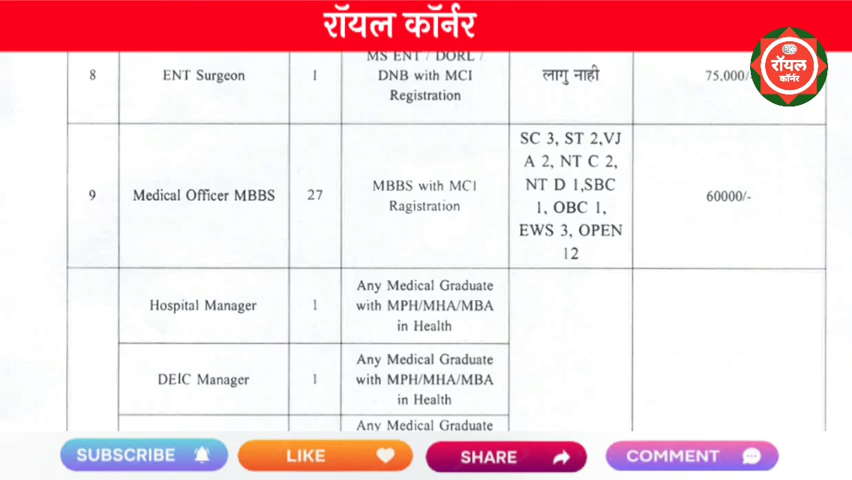 रॉयल कॉर्नर
रॉयल
कॉर्नर
8
ENT Surgeon
1
MS ENT / DORL /
DNB with MCI
Registration
लागु नाही
75,000/-
9
Medical Officer MBBS
27
MBBS with MCI
Ragistration
SC 3, ST 2,VJ
A 2, NT C 2,
NT D 1,SBC
1, OBC 1,
EWS 3, OPEN
12
60000/-
Hospital Manager
1
Any Medical Graduate
with MPH/MHA/MBA
in Health
DEIC Manager
1
Any Medical Graduate
with MPH/MHA/MBA
in Health
Any Medical Graduate
SUBSCRIBE
LIKE
SHARE
COMMENT